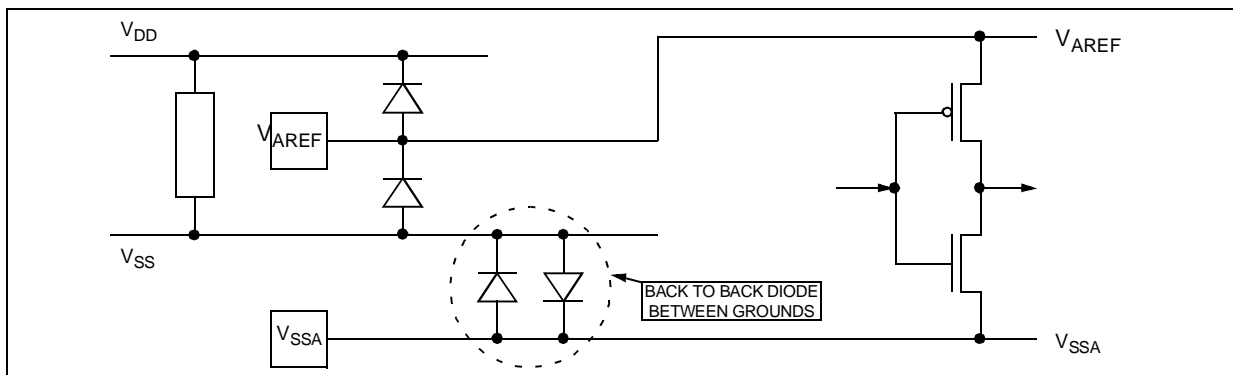 VDD
VAREF
VAREF
VSS
BACK TO BACK DIODE
BETWEEN GROUNDS
VSSA
VSSA